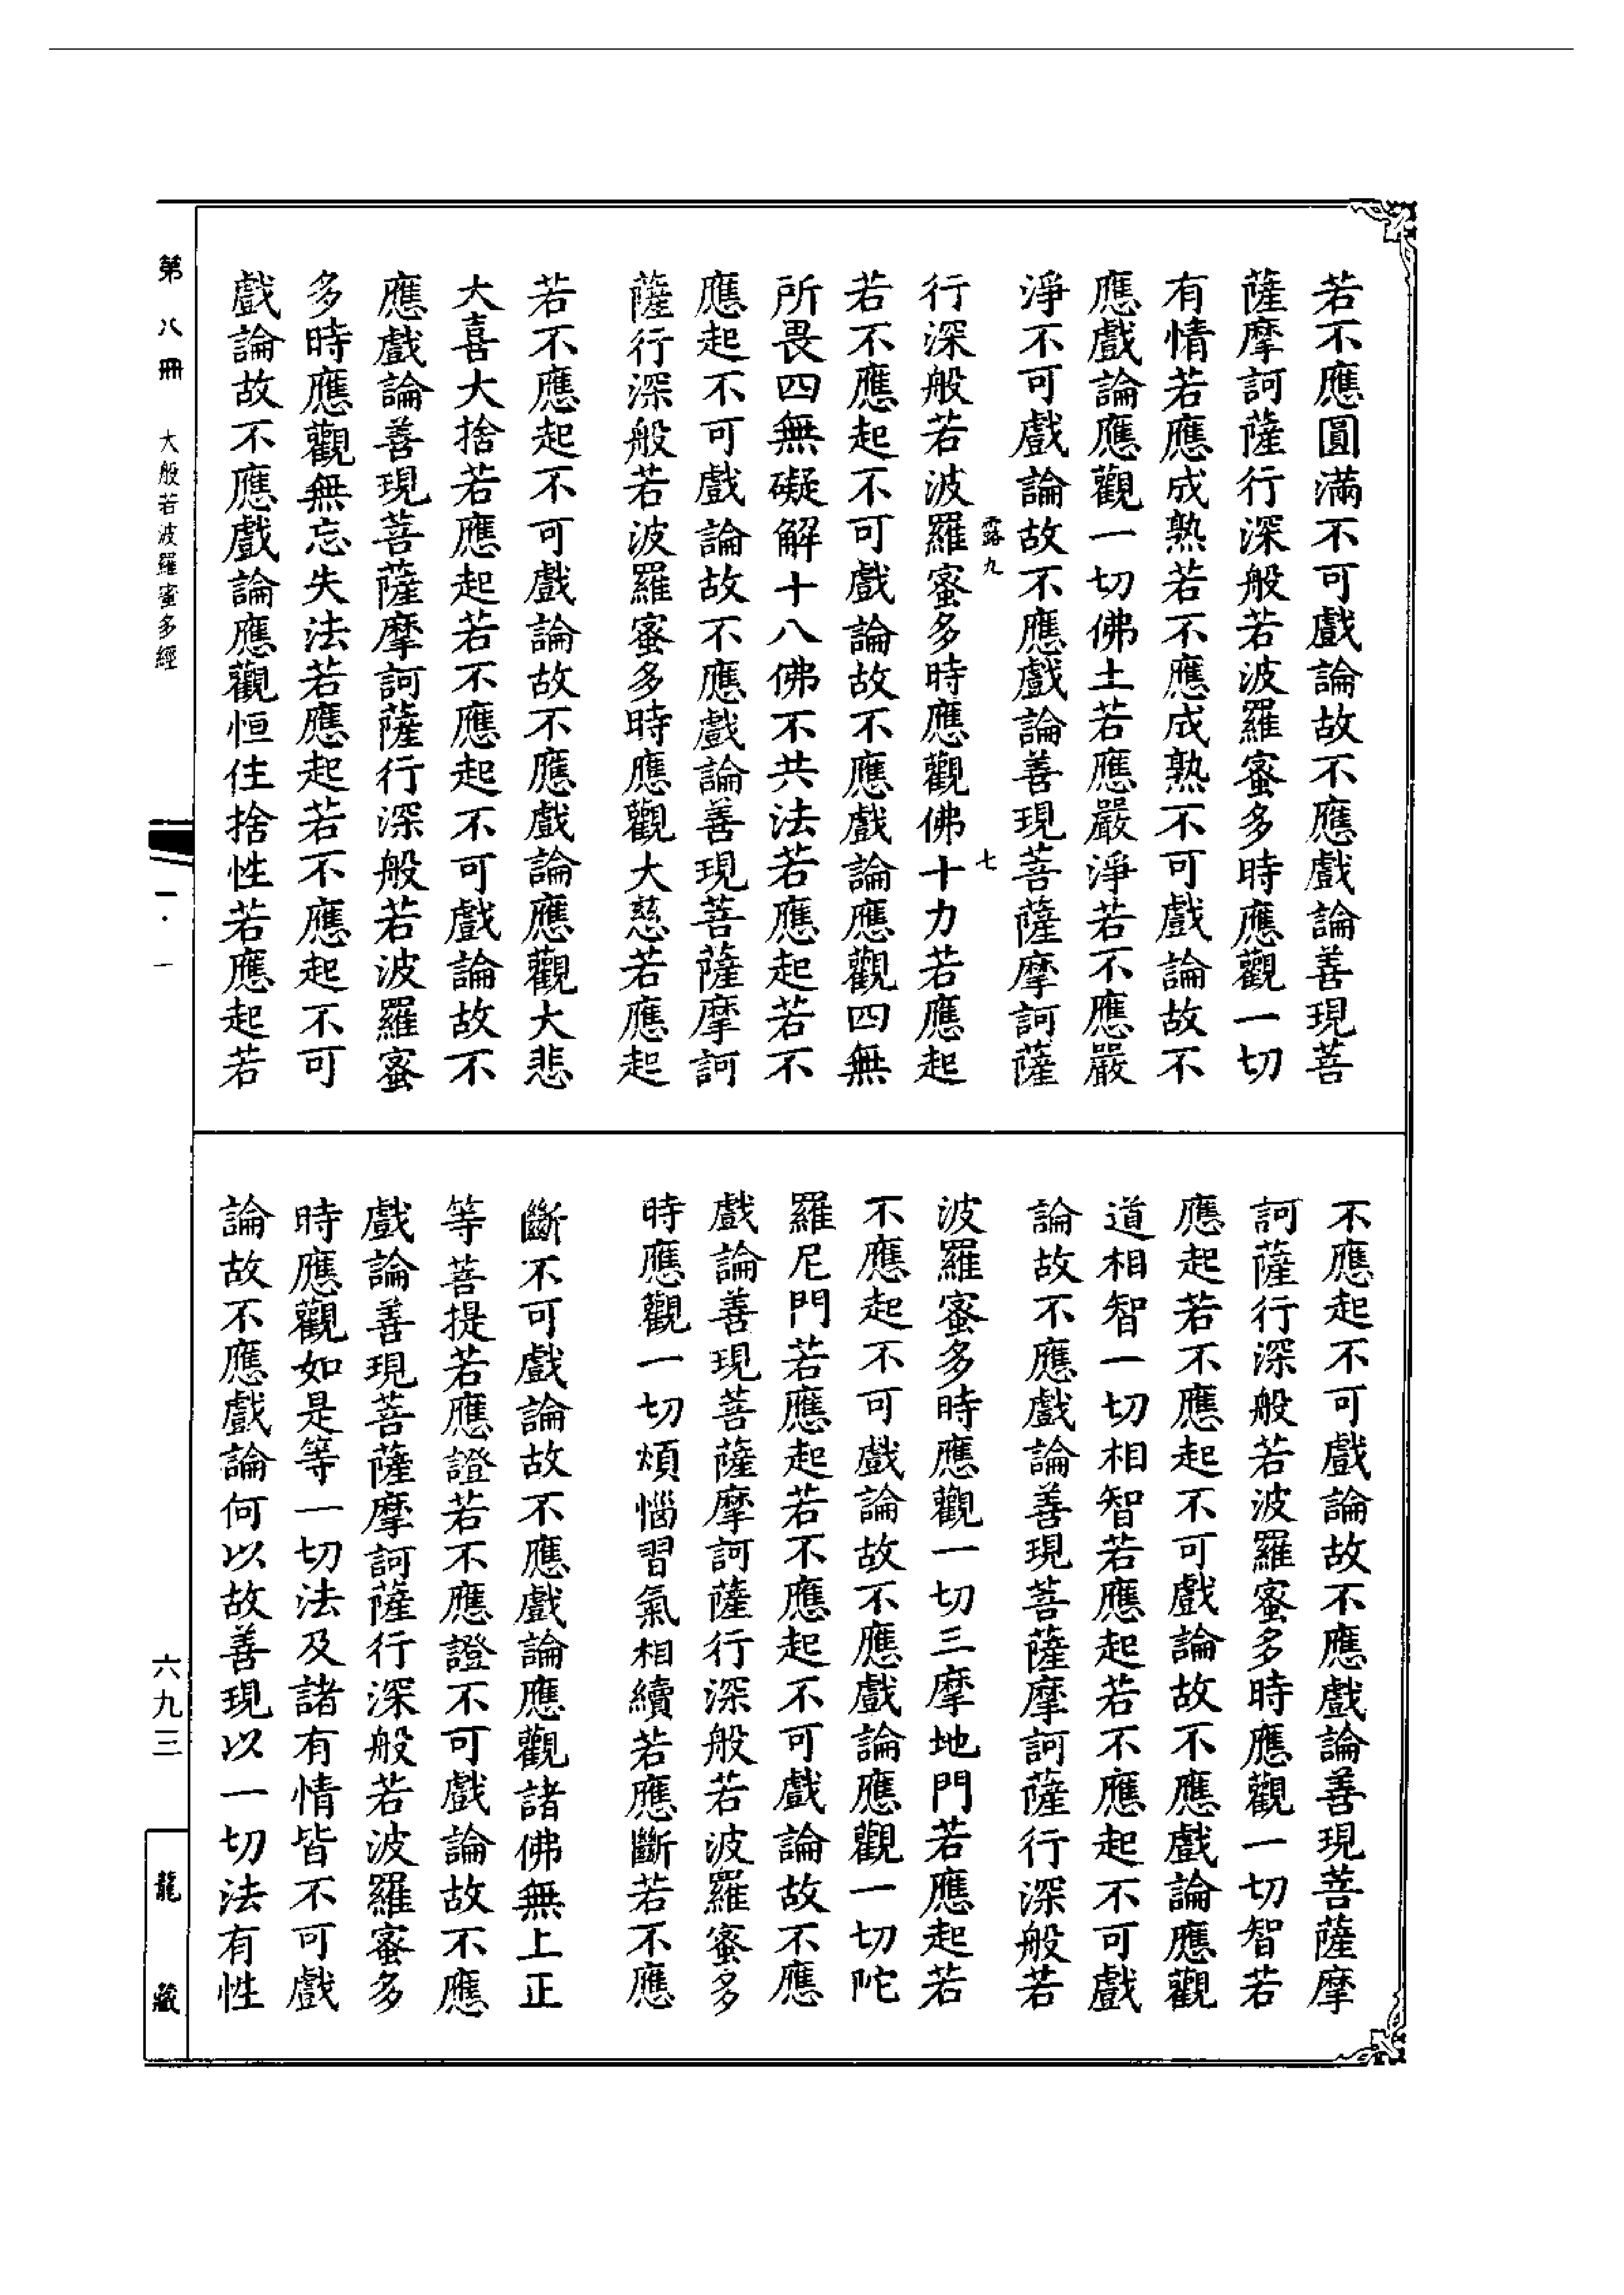 若不應圓滿不可戲論故不應戲論善現菩
薩摩訶薩行深般若波羅蜜多時應觀一切
有情若應成熟若不應成熟不可戲論故不
應戲論應觀一切佛土若應嚴淨若不應嚴
淨不可戲論故不應戲論善現菩薩摩訶薩
露九
七
行深般若波羅蜜多時應觀佛十力若應起
若不應起不可戲論故不應戲論應觀四無
所畏四無礙解十八佛不共法若應起若不
應起不可戲論故不應戲論善現菩薩摩訶
薩行深般若波羅蜜多時應觀大慈若應起
若不應起不可戲論故不應戲論應觀大悲
大喜大捨若應起若不應起不可戲論故不
應戲論善現菩薩摩訶薩行深般若波羅蜜
多時應觀無忘失法若應起若不應起不可
戲論故不應戲論應觀恒住捨性若應起若
不應起不可戲論故不應戲論善現菩薩摩
訶薩行深般若波羅蜜多時應觀一切智若
應起若不應起不可戲論故不應戲論應觀
道相智一切相智若應起若不應起不可戲
論故不應戲論善現菩薩摩訶薩行深般若
波羅蜜多時應觀一切三摩地門若應起若
不應起不可戲論故不應戲論應觀一切陀
羅尼門若應起若不應起不可戲論故不應
戲論善現菩薩摩訶薩行深般若波羅蜜多
時應觀一切煩惱習氣相續若應斷若不應
斷不可戲論故不應戲論應觀諸佛無上正
等菩提若應證若不應證不可戲論故不應
戲論善現菩薩摩訶薩行深般若波羅蜜多
時應觀如是等一切法及諸有情皆不可戲
論故不應戲論何以故善現以一切法有性
第八冊 大般若波羅蜜多經
一·一
六九三
龍藏